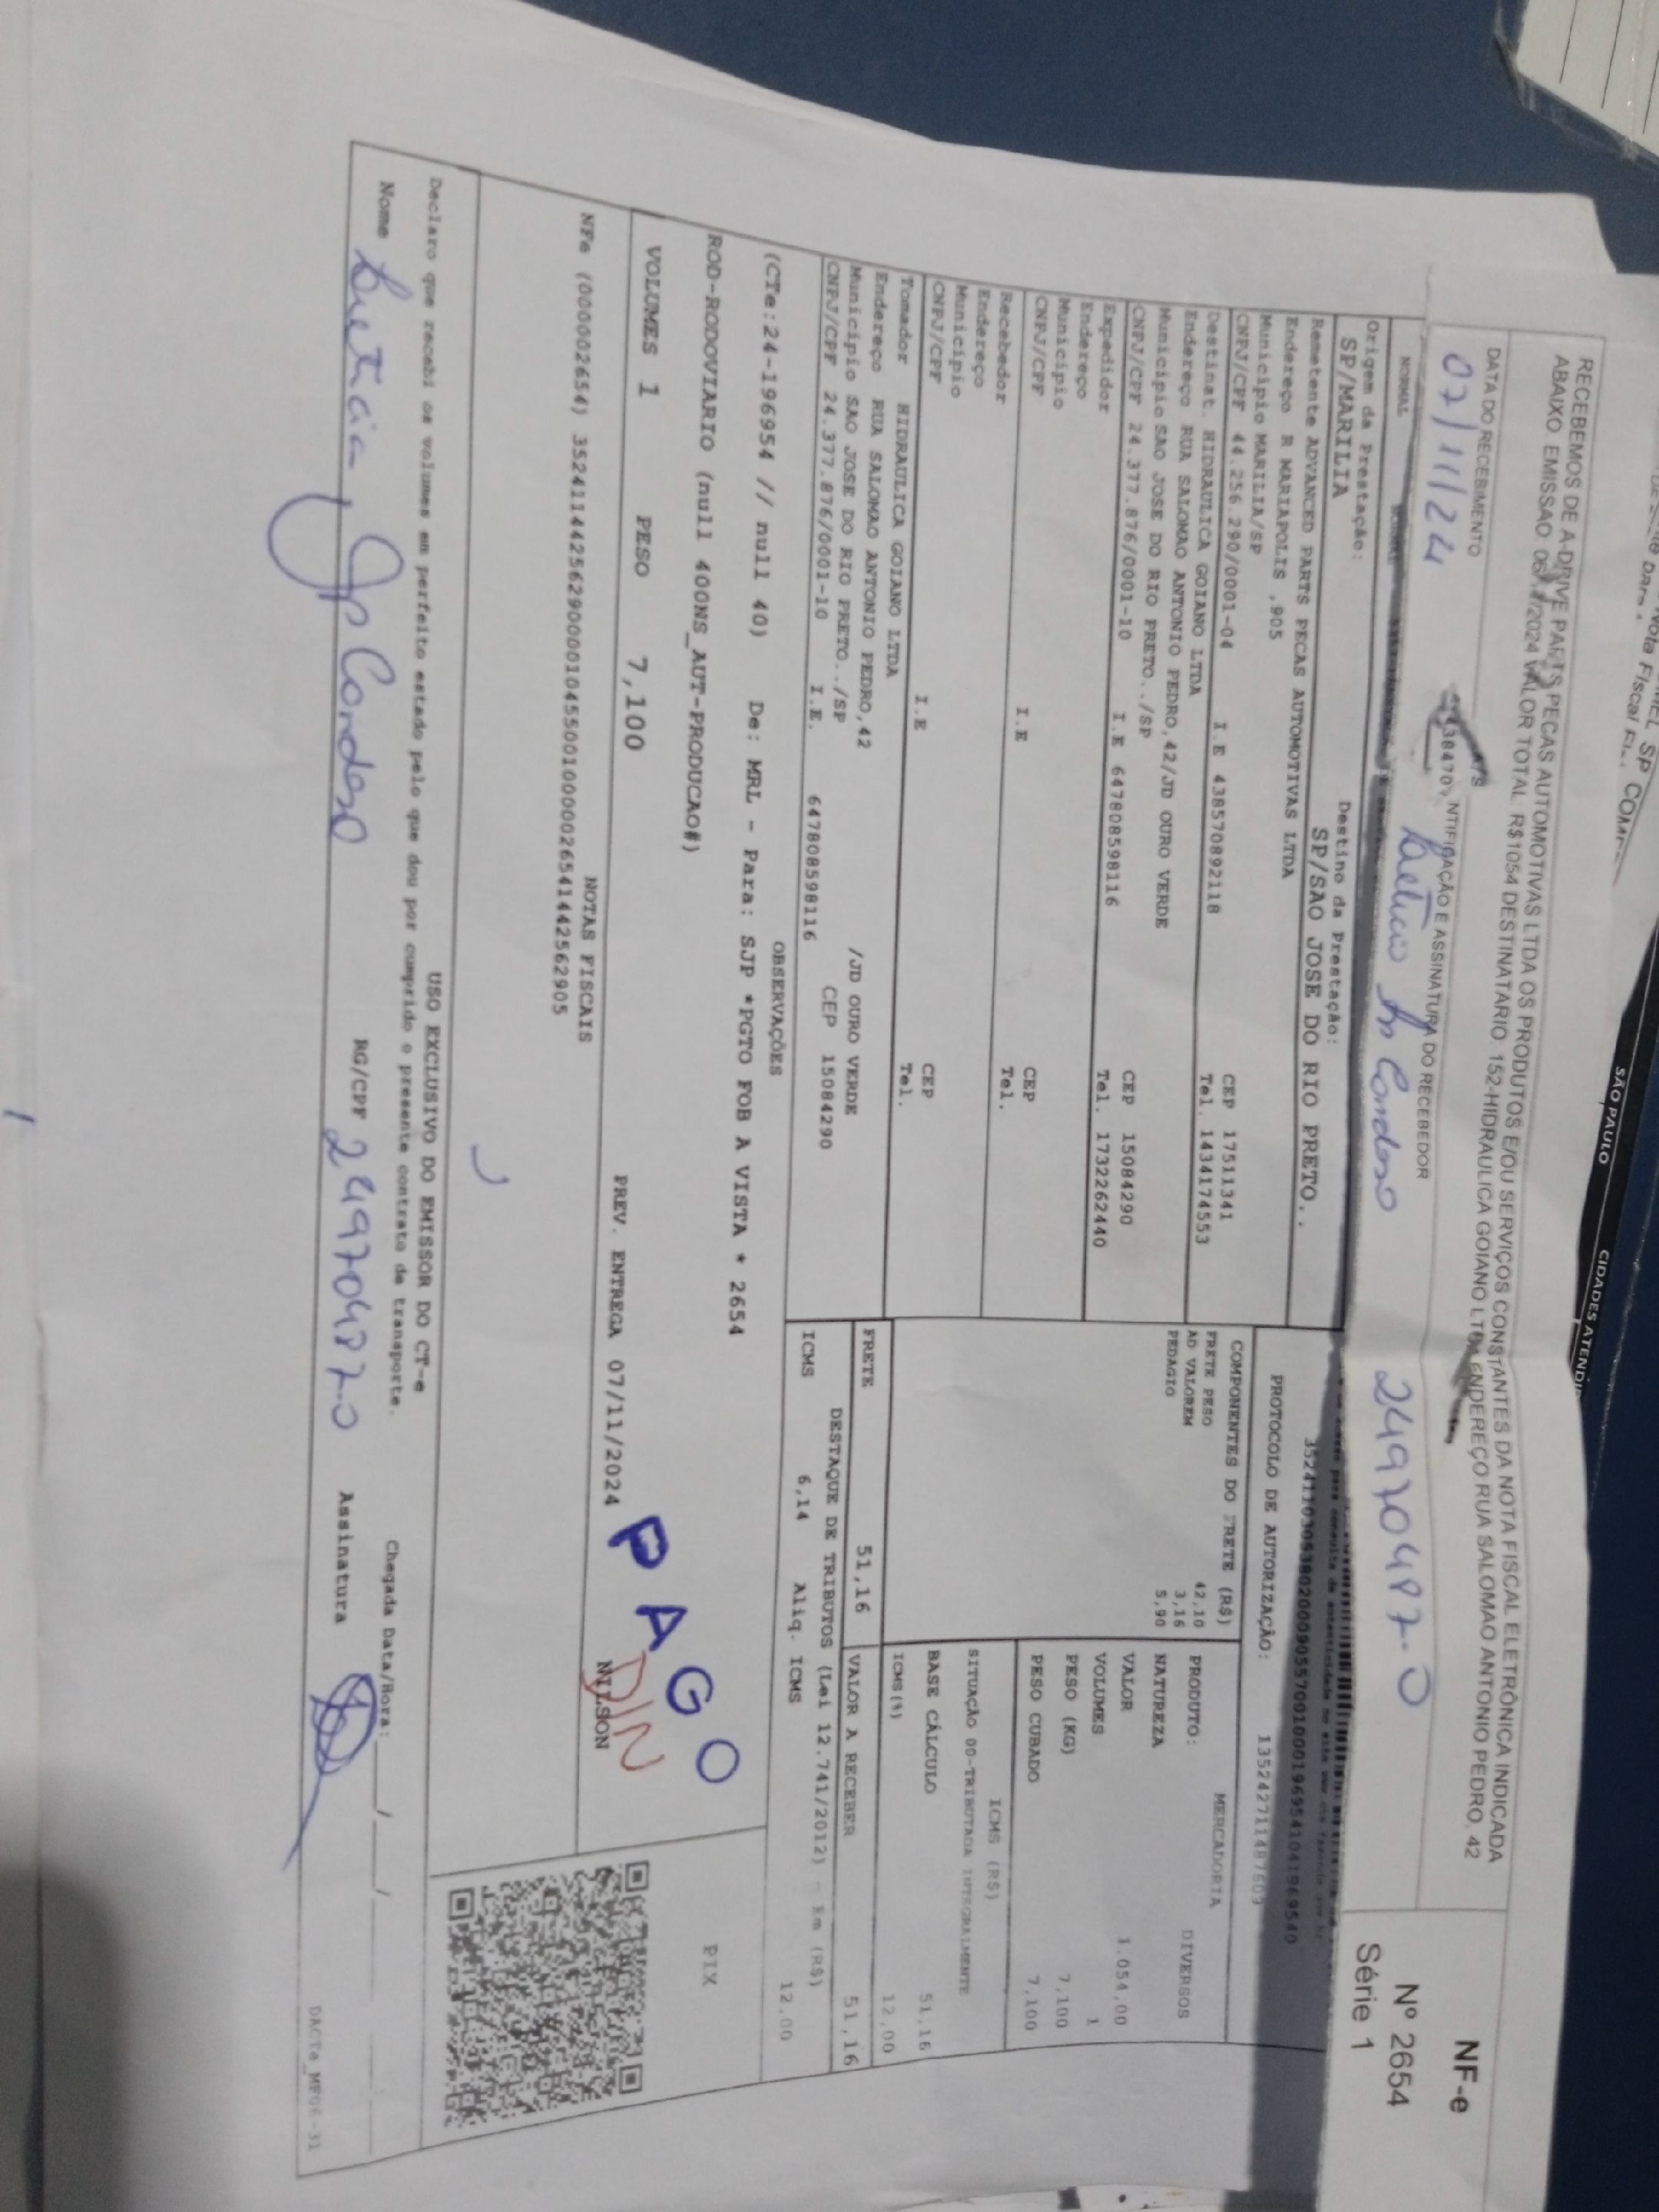 SÃO PAULO
CIDADES ATENDID
Nota Fiscal
RECEBEMOS DE A-DRIVE PARTS PECAS AUTOMOTIVAS LTDA OS PRODUTOS E/OU SERVIÇOS CONSTANTES DA NOTA FISCAL ELETRÔNICA INDICADA
ABAIXO. EMISSAO: VALOR TOTAL: R$1054 DESTINATARIO: 152-HIDRAULICA GOIANO LTDA ENDEREÇO RUA SALOMAO ANTONIO PEDRO, 42
NF-e
Nº 2654
Série 1
DATA DO RECEBIMENTO
NTIFICAÇÃO E ASSINATURA DO RECEBEDOR
07/11/24
24970487-0
NORMAL
Origem da Prestação:
Destino da Prestação:
SP/MARILIA
SP/SAO JOSE DO RIO PRETO..
PROTOCOLO DE AUTORIZAÇÃO:
Remetente ADVANCED PARTS PECAS AUTOMOTIVAS LTDA
Endereço R MARIAPOLIS ,905
Município MARILIA/SP
CEP 17511341
CNPJ/CPF 44.256.290/0001-04
I.E 438570892118
Tel. 1434174553
Destinat. HIDRAULICA GOIANO LTDA
Endereço RUA SALOMAO ANTONIO PEDRO,42/JD OURO VERDE
Município SAO JOSE DO RIO PRETO../SP
CEP 15084290
CNPJ/CPF 24.377.876/0001-10
I.E 647808598116
Tel. 1732262440
Expedidor
Endereço
Município
CEP
CNPJ/CPF
I.E
Tel.
Recebedor
Endereço
Município
CEP
CNPJ/CPF
I.E
Tel.
Tomador HIDRAULICA GOIANO LTDA
Endereço RUA SALOMAO ANTONIO PEDRO,42
/JD OURO VERDE
Município SAO JOSE DO RIO PRETO../SP
CEP 15084290
CNPJ/CPF 24.377.876/0001-10
I.E. 647808598116
COMPONENTES DO FRETE (R$)
FRETE PESO 42,10
AD VALOREM 3,16
PEDAGIO 5,90
MERCADORIA
PRODUTO: DIVERSOS
NATUREZA
VALOR 1.054,00
VOLUMES 1
PESO (KG) 7,100
PESO CUBADO 7,100
ICMS (R$)
SITUAÇÃO 00-TRIBUTADA INTEGRALMENTE
BASE CÁLCULO 51,16
ICMS(%) 12,00
FRETE 51,16
VALOR A RECEBER 51,16
DESTAQUE DE TRIBUTOS (Lei 12.741/2012) - Em (R$)
ICMS 6,14
Aliq. ICMS 12,00
OBSERVAÇÕES
(CTe:24-196954 // null 40) De: MRL - Para: SJP *PGTO FOB A VISTA * 2654
ROD-RODOVIARIO (null 400NS_AUT-PRODUCAO#)
VOLUMES 1
PESO 7,100
PREV. ENTREGA 07/11/2024
PAGO
DIN
NILSON
PIX
NOTAS FISCAIS
NFe (000002654) 35241144256290000104550010000026541442562905
USO EXCLUSIVO DO EMISSOR DO CT-e
Declaro que recebi os volumes em perfeito estado pelo que dou por cumprido o presente contrato de transporte.
Chegada Data/Hora: / /
Nome
RG/CPF 24970487-0
Assinatura